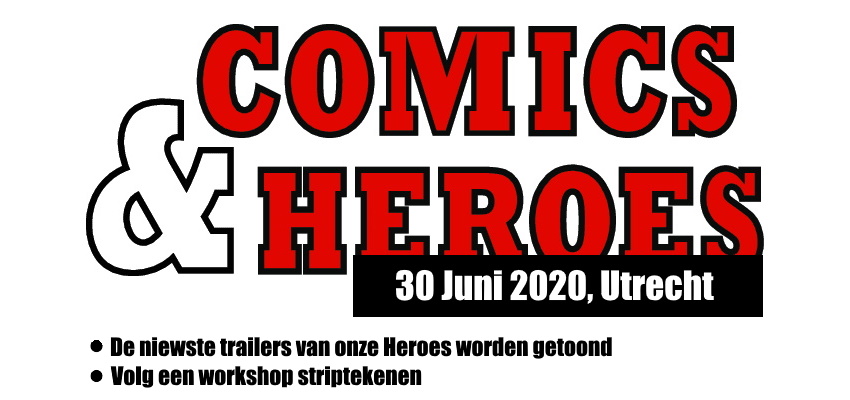 COMICS
& HEROES
30 Juni 2020, Utrecht
• De niewste trailers van onze Heroes worden getoond
• Volg een workshop striptekenen